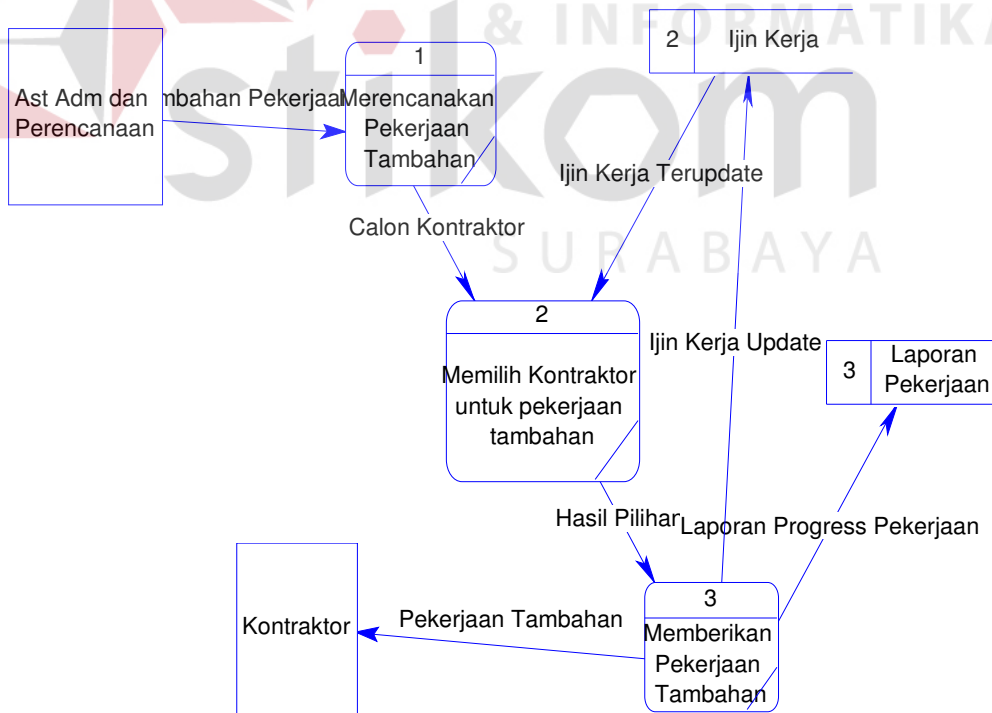 & INFORMATIKA
stikom
SURABAYA
2 Ijin Kerja
1
Ast Adm dan
Perencanaan
mbahan Pekerjaa
Merencanakan
Pekerjaan
Tambahan
Ijin Kerja Terupdate
Calon Kontraktor
2
Memilih Kontraktor
untuk pekerjaan
tambahan
Ijin Kerja Update
3 Laporan
Pekerjaan
Hasil Pilihan
Laporan Progress Pekerjaan
3
Memberikan
Pekerjaan
Tambahan
Pekerjaan Tambahan
Kontraktor